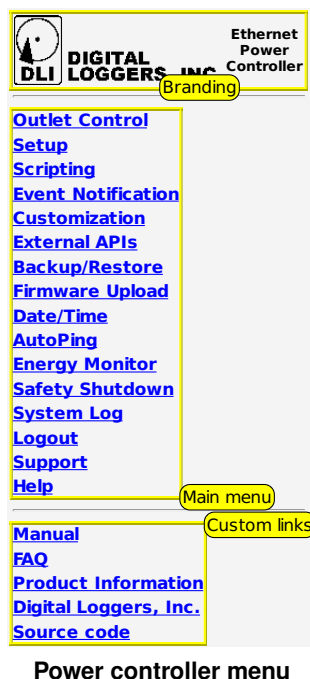 Ethernet
Power
Controller
DLI
DIGITAL
LOGGERS, INC
Branding
Outlet Control
Setup
Scripting
Event Notification
Customization
External APIs
Backup/Restore
Firmware Upload
Date/Time
AutoPing
Energy Monitor
Safety Shutdown
System Log
Logout
Support
Help
Main menu
Custom links
Manual
FAQ
Product Information
Digital Loggers, Inc.
Source code
Power controller menu